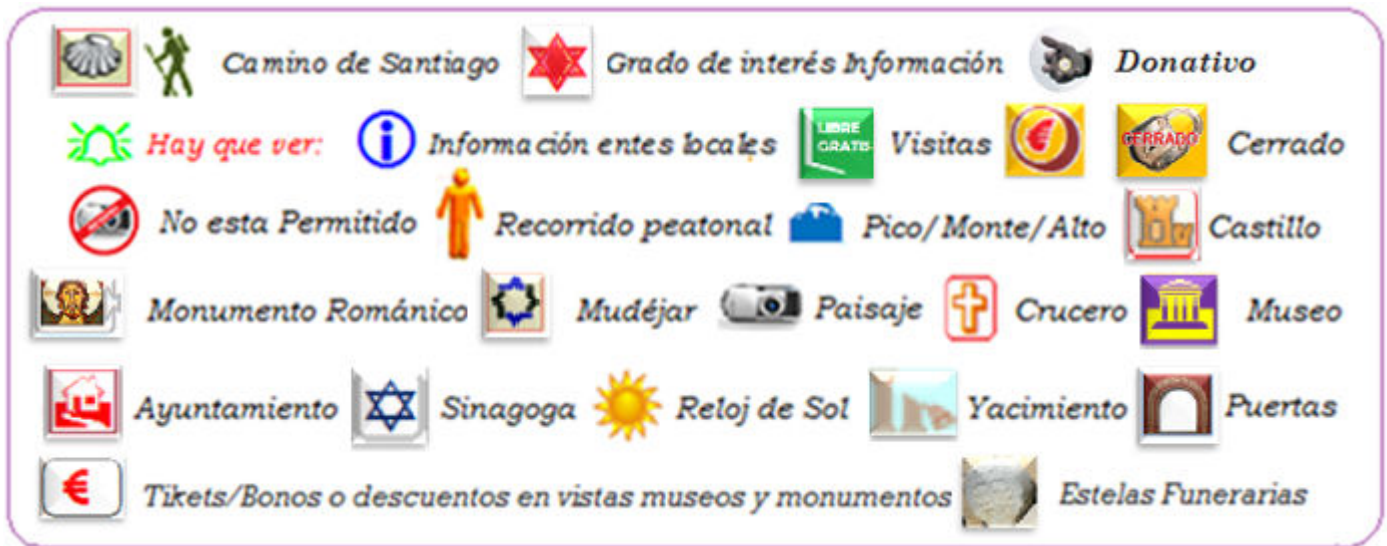 Camino de Santiago Grado de interés Información Donativo
Hay que ver: Información entes locales LIBRE GRATIS Visitas € CERRADO Cerrado
No esta Permitido Recorrido peatonal Pico/Monte/Alto Castillo
Monumento Románico Mudéjar Paisaje Crucero Museo
Ayuntamiento Sinagoga Reloj de Sol Yacimiento Puertas
€ Tikets/Bonos o descuentos en vistas museos y monumentos Estelas Funerarias